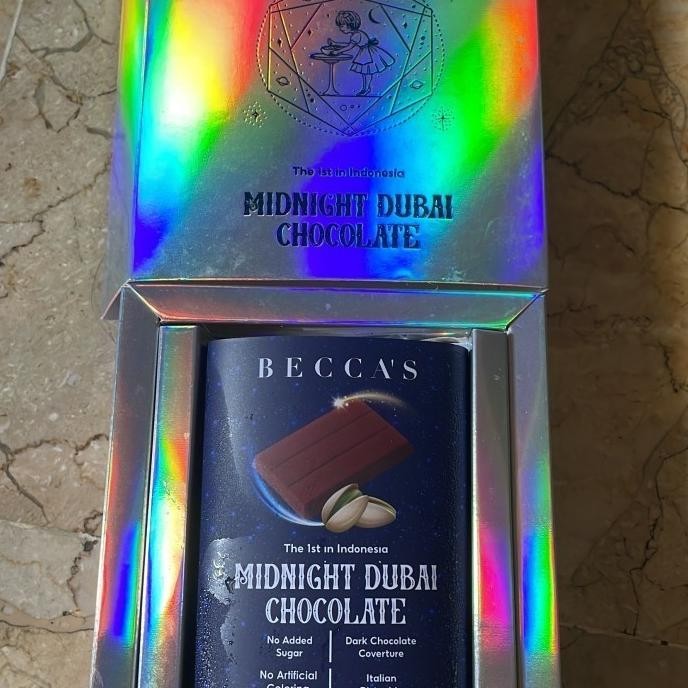 The 1st in Indonesia
MIDNIGHT DUBAI
CHOCOLATE
BECCA'S
The 1st in Indonesia
MIDNIGHT DUBAI
CHOCOLATE
No Added
Sugar
Dark Chocolate
Coverture
No Artificial
Coloring
Italian